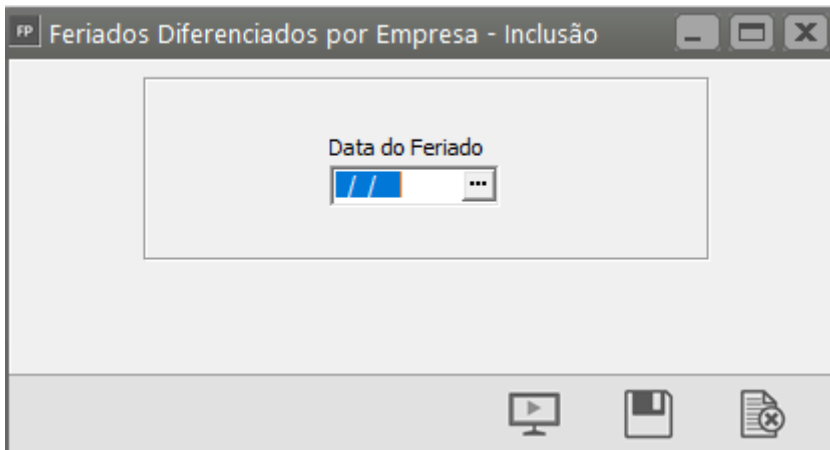 FP Feriados Diferenciados por Empresa - Inclusão
Data do Feriado
/ /
...